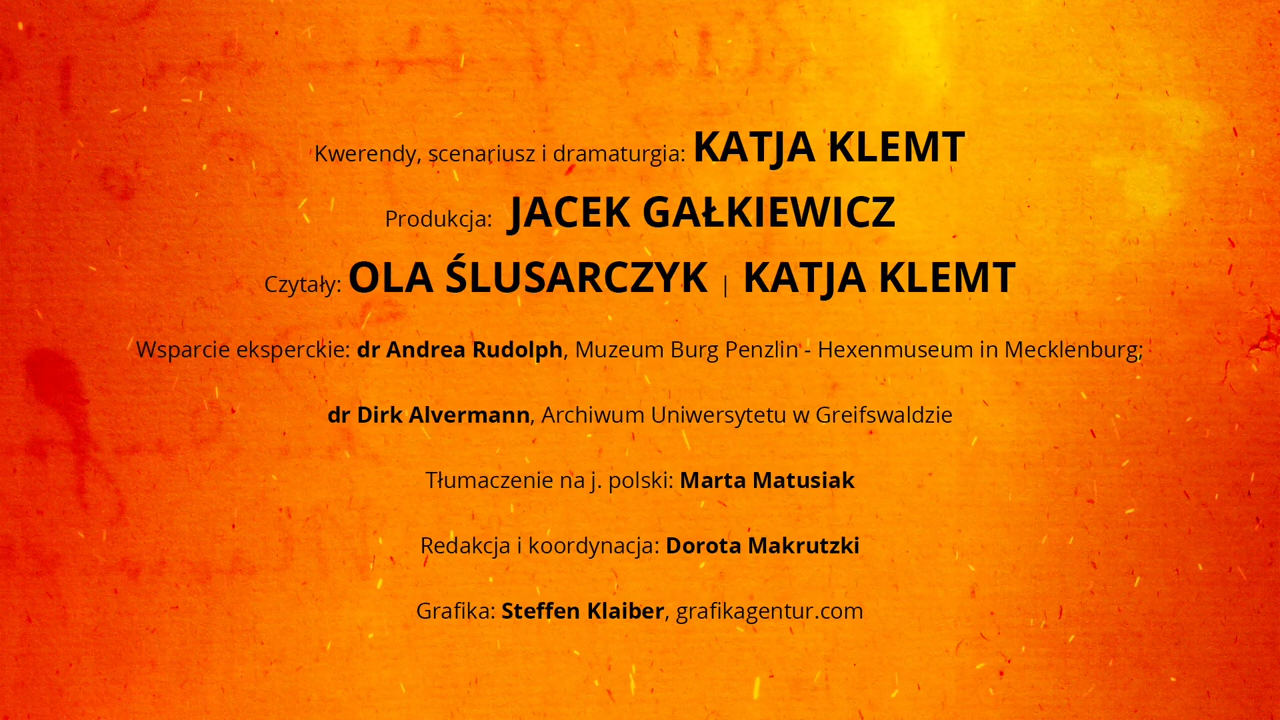 Kwerendy, scenariusz i dramaturgia: KATJA KLEMT
Produkcja: JACEK GAŁKIEWICZ
Czytały: OLA ŚLUSARCZYK | KATJA KLEMT
Wsparcie eksperckie: dr Andrea Rudolph, Muzeum Burg Penzlin - Hexenmuseum in Mecklenburg;
dr Dirk Alvermann, Archiwum Uniwersytetu w Greifswaldzie
Tłumaczenie na j. polski: Marta Matusiak
Redakcja i koordynacja: Dorota Makrutzki
Grafika: Steffen Klaiber, grafikagentur.com